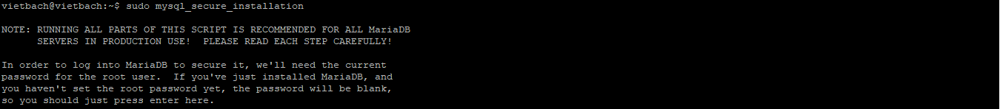 vietbach@vietbach:~$ sudo mysql_secure_installation
NOTE: RUNNING ALL PARTS OF THIS SCRIPT IS RECOMMENDED FOR ALL MariaDB
SERVERS IN PRODUCTION USE!  PLEASE READ EACH STEP CAREFULLY!
In order to log into MariaDB to secure it, we'll need the current
password for the root user.  If you've just installed MariaDB, and
you haven't set the root password yet, the password will be blank,
so you should just press enter here.